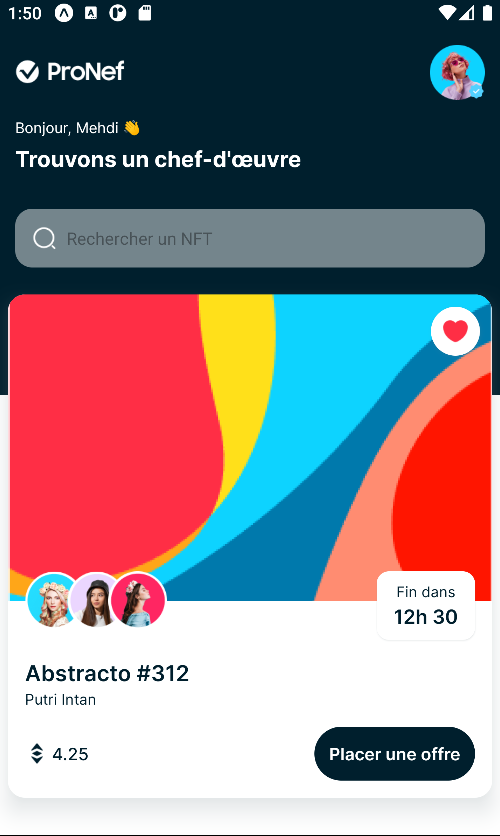 1:50
ProNef
Bonjour, Mehdi 👋
Trouvons un chef-d'œuvre
Rechercher un NFT
Fin dans
12h 30
Abstracto #312
Putri Intan
4.25
Placer une offre